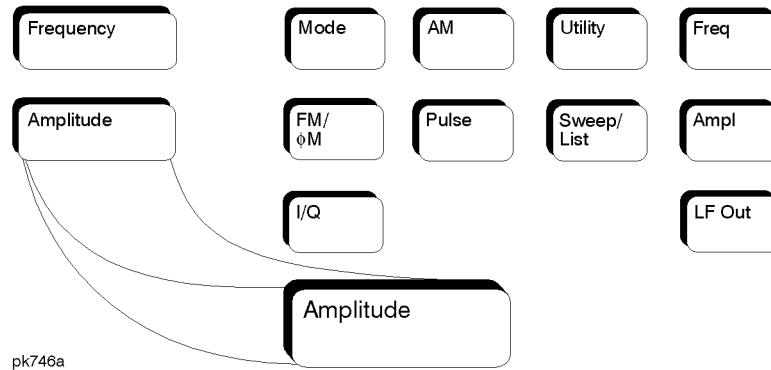 Frequency
Mode
AM
Utility
Freq
Amplitude
FM/
ϕM
Pulse
Sweep/
List
Ampl
I/Q
LF Out
Amplitude
pk746a